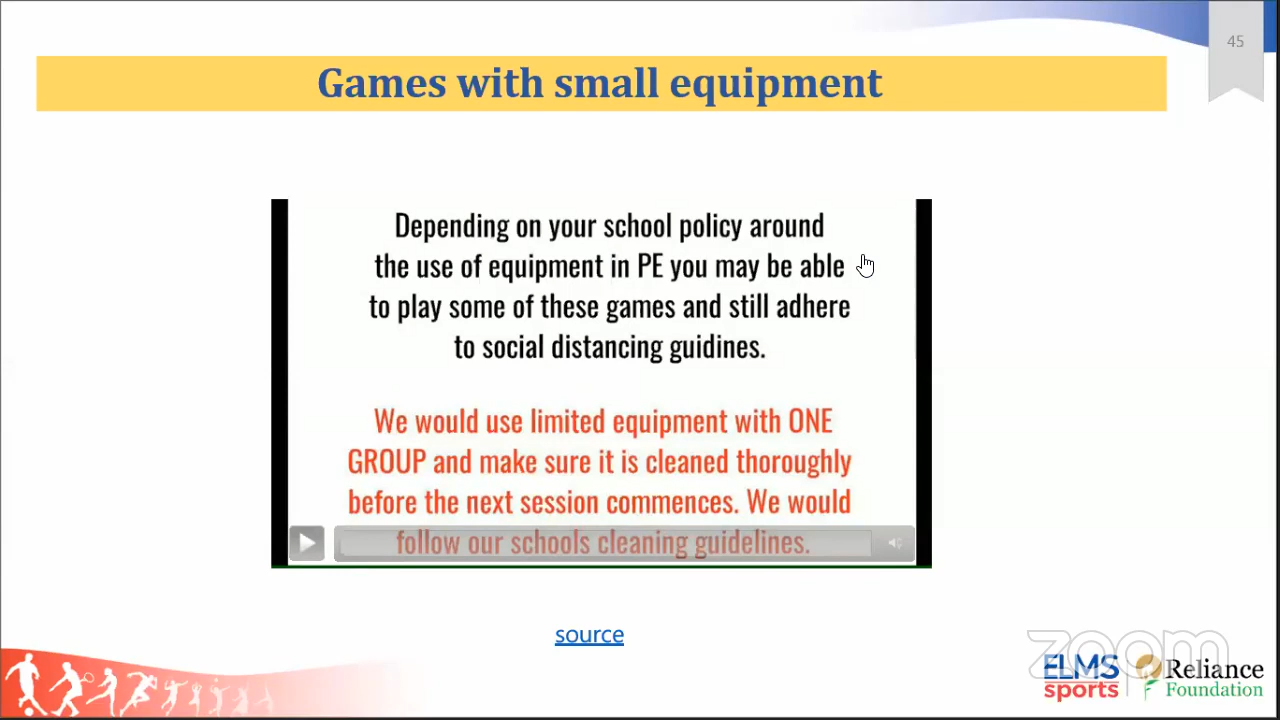 45
Games with small equipment
Depending on your school policy around
the use of equipment in PE you may be able
to play some of these games and still adhere
to social distancing guidines.
We would use limited equipment with ONE
GROUP and make sure it is cleaned thoroughly
before the next session commences. We would
follow our schools cleaning guidelines.
source
zoom
ELMS
sports
Reliance
Foundation